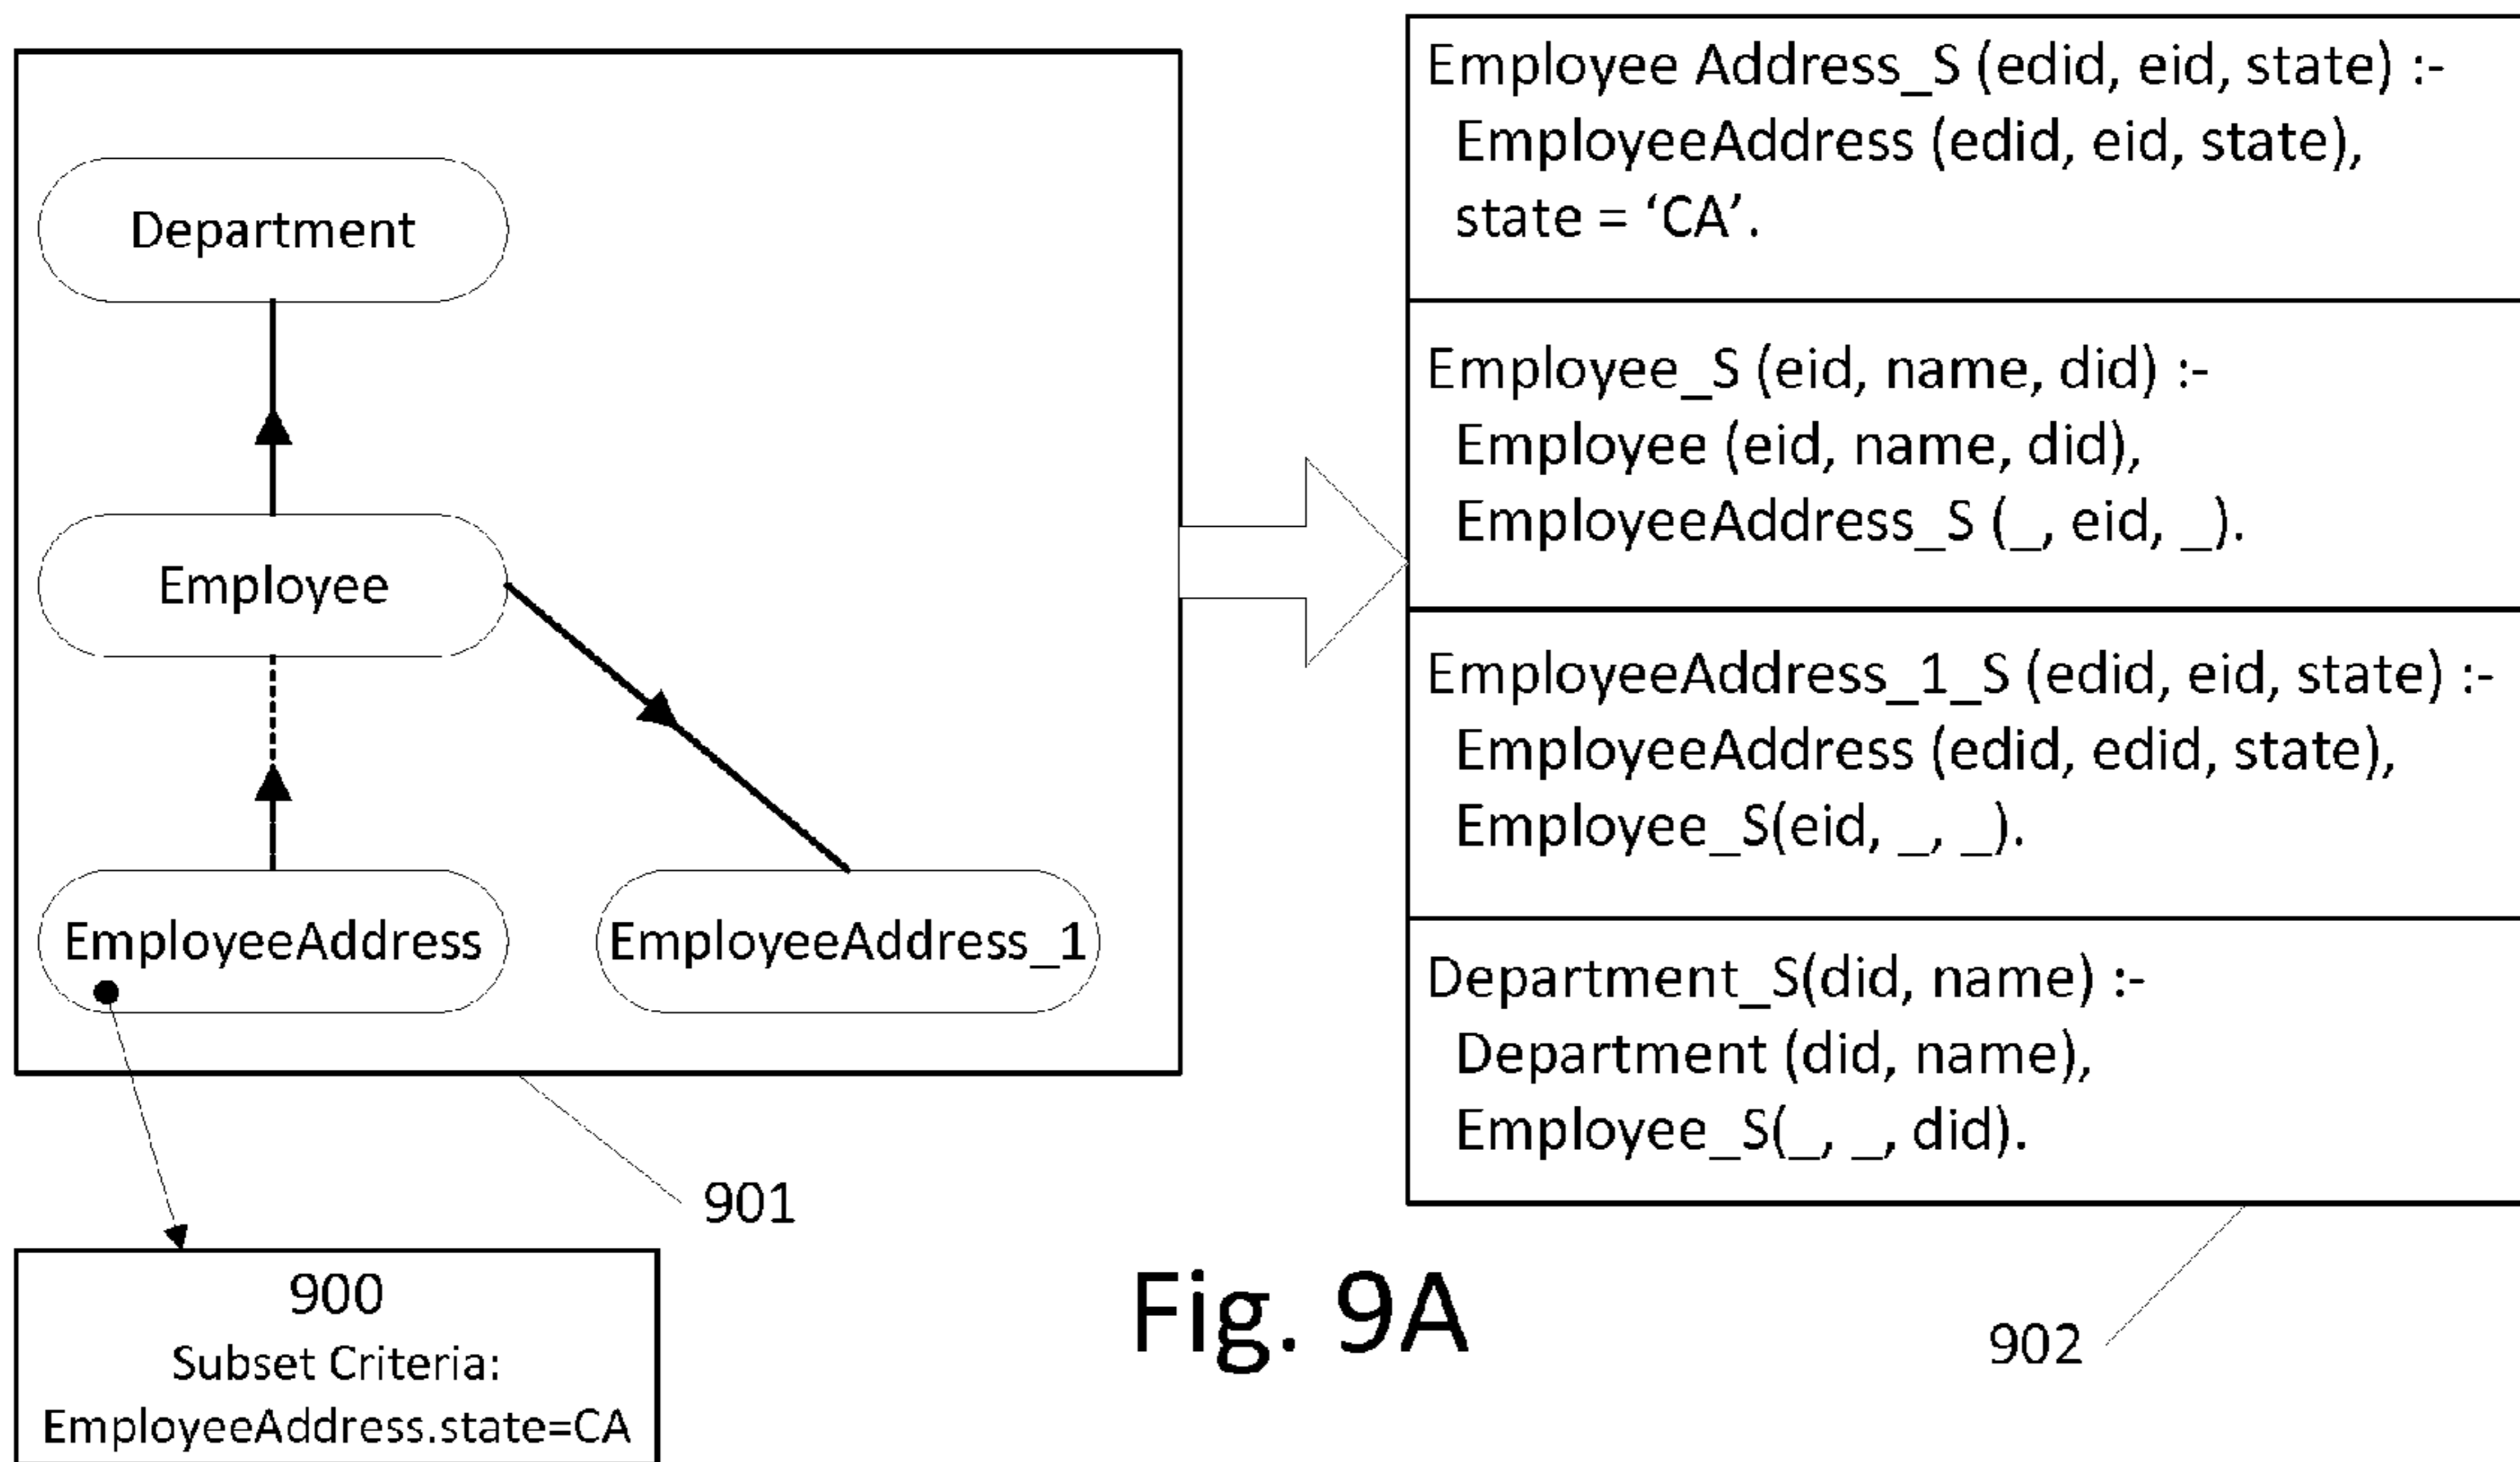 Department
Employee
EmployeeAddress
EmployeeAddress_1
901
900
Subset Criteria:
EmployeeAddress.state=CA
Employee Address_S (edid, eid, state) :-
EmployeeAddress (edid, eid, state),
state = ‘CA’.
Employee_S (eid, name, did) :-
Employee (eid, name, did),
EmployeeAddress_S (_, eid, _).
EmployeeAddress_1_S (edid, eid, state) :-
EmployeeAddress (edid, edid, state),
Employee_S(eid, _, _).
Department_S(did, name) :-
Department (did, name),
Employee_S(_, _, did).
902
Fig. 9A